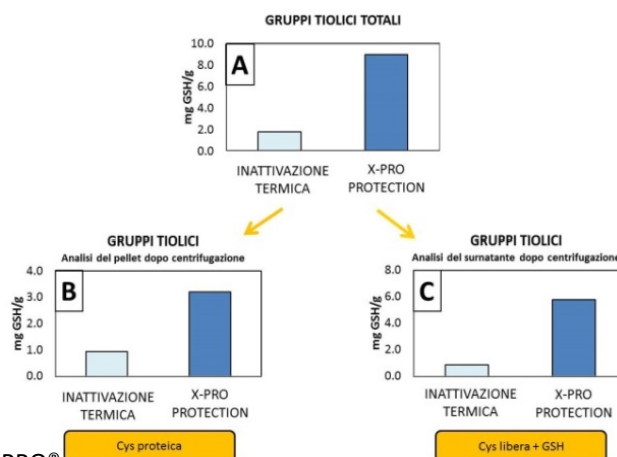 GRUPPI TIOLICI TOTALI
10.0
8.0
6.0
4.0
2.0
0.0
mg GSH/g
A
INATTIVAZIONE
TERMICA
X-PRO
PROTECTION
GRUPPI TIOLICI
Analisi del pellet dopo centrifugazione
4.0
3.0
2.0
1.0
0.0
mg GSH/g
B
INATTIVAZIONE
TERMICA
X-PRO
PROTECTION
Cys proteica
GRUPPI TIOLICI
Analisi del surnatante dopo centrifugazione
8.0
6.0
4.0
2.0
0.0
mg GSH/g
C
INATTIVAZIONE
TERMICA
X-PRO
PROTECTION
Cys libera + GSH